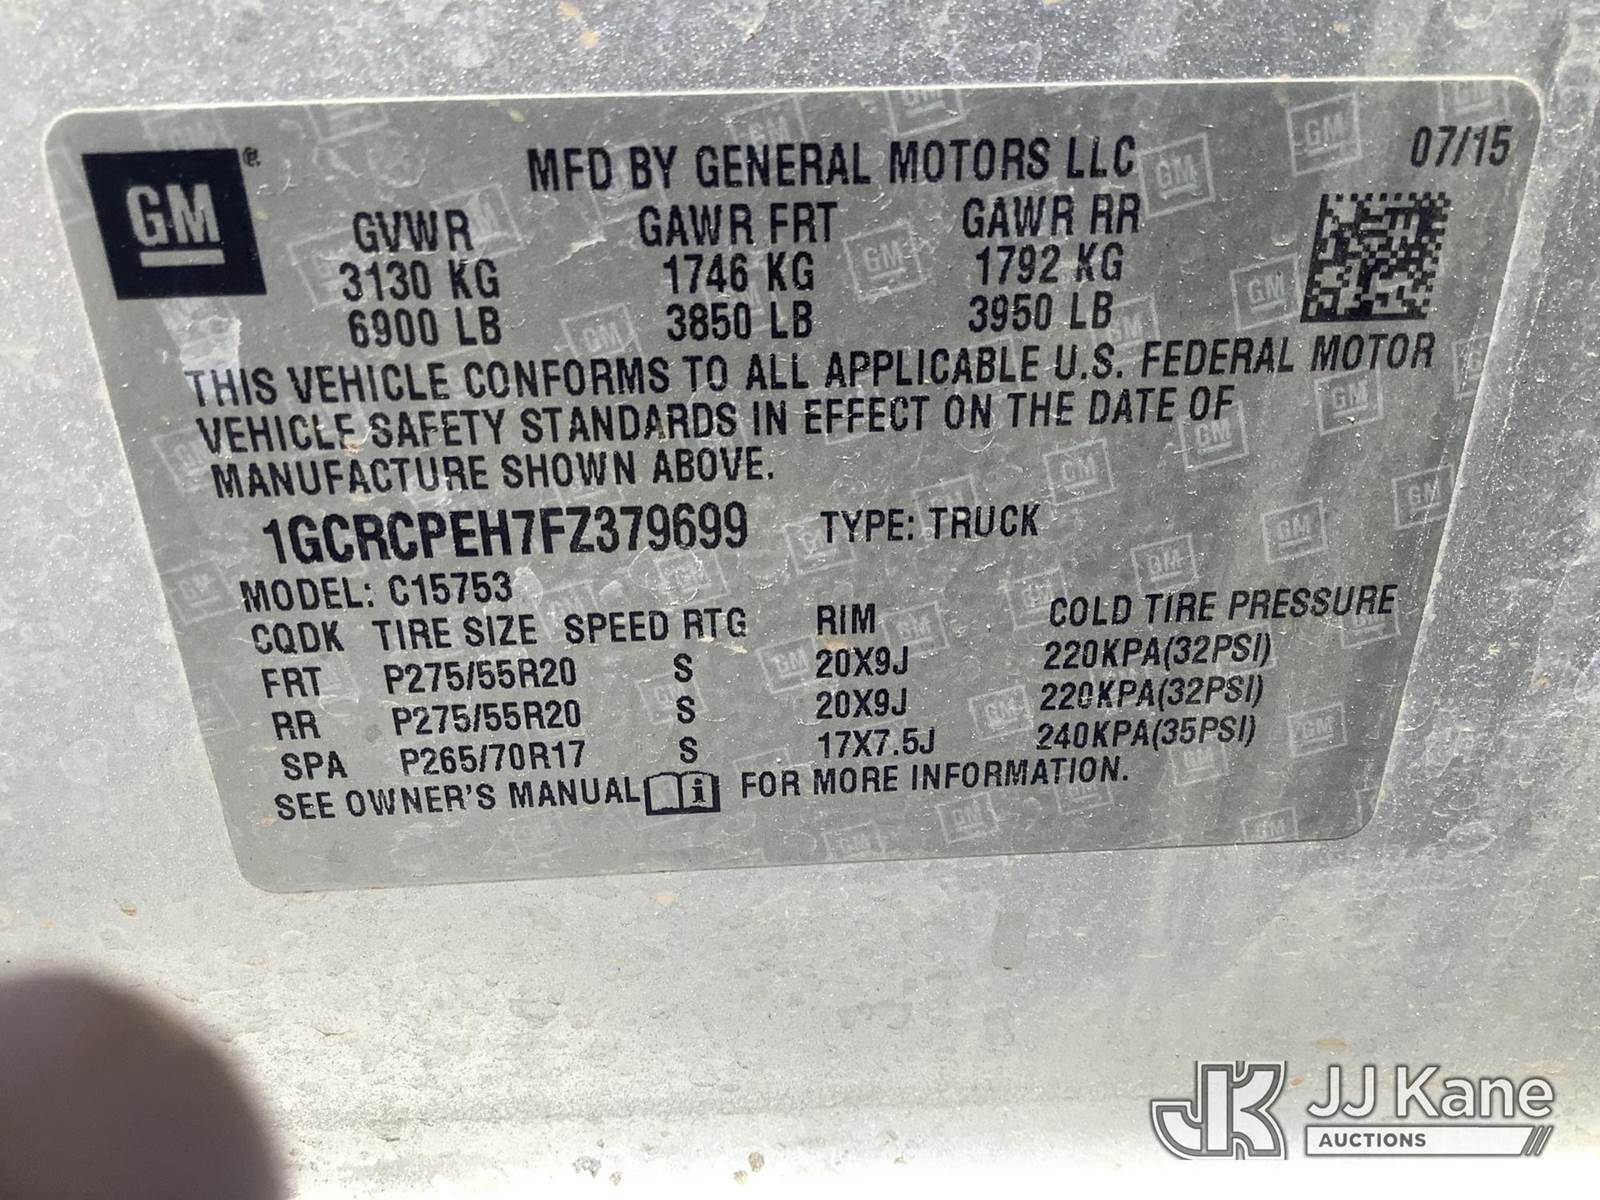 GM®
MFD BY GENERAL MOTORS LLC 07/15
GVWR GAWR FRT GAWR RR
3130 KG 1746 KG 1792 KG
6900 LB 3850 LB 3950 LB
THIS VEHICLE CONFORMS TO ALL APPLICABLE U.S. FEDERAL MOTOR
VEHICLE SAFETY STANDARDS IN EFFECT ON THE DATE OF
MANUFACTURE SHOWN ABOVE.
1GCRCPEH7FZ379699 TYPE: TRUCK
MODEL: C15753
CQDK TIRE SIZE SPEED RTG RIM COLD TIRE PRESSURE
FRT P275/55R20 S 20X9J 220KPA(32PSI)
RR P275/55R20 S 20X9J 220KPA(32PSI)
SPA P265/70R17 S 17X7.5J 240KPA(35PSI)
SEE OWNER'S MANUAL i FOR MORE INFORMATION.
JK JJ Kane
AUCTIONS